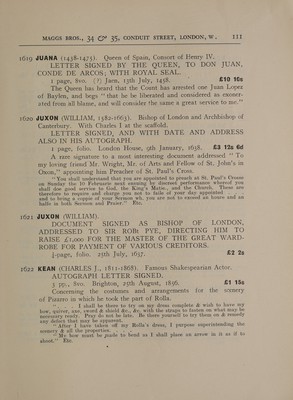 MAGGS BROS., 34 & 35, CONDUIT STREET, LONDON, W. 111
1619 JUANA (1438-1475). Queen of Spain, Consort of Henry IV.
LETTER SIGNED BY THE QUEEN, TO DON JUAN,
CONDE DE ARCOS; WITH ROYAL SEAL.
1 page, 8vo. (?) Jaen, 13th July, 1458. £10 10s
The Queen has heard that the Count has arrested one Juan Lopez
of Baylen, and begs "that he be liberated and considered as exoner-
ated from all blame, and will consider the same a great service to me."
1620 JUXON (WILLIAM, 1582-1663). Bishop of London and Archbishop of
Canterbury. With Charles I at the scaffold.
LETTER SIGNED, AND WITH DATE AND ADDRESS
ALSO IN HIS AUTOGRAPH.
1 page, folio. London House, 9th January, 1638. £3 12s 6d
A rare signature to a most interesting document addressed "To
my loving friend Mr. Wright, Mr. of Arts and Fellow of St. John's in
Oxon," appointing him Preacher of St. Paul's Cross.
"You shall understand that you are appointed to preach at St. Paul's Crosse
on Sunday the 10 February next ensuing by discreet performance whereof you
shall doe good service to God, the King's Matie., and the Church. These are
therefore to require and charge you not to faile of your day appointed
and to bring a coppie of your Sermon wh. you are not to exceed an houre and an
halfe in both Sermon and Prayer." Etc.
1621 JUXON (WILLIAM).
DOCUMENT SIGNED AS BISHOP OF LONDON,
ADDRESSED TO SIR ROBt PYE, DIRECTING HIM TO
RAISE £1,000 FOR THE MASTER OF THE GREAT WARD-
ROBE FOR PAYMENT OF VARIOUS CREDITORS.
½-page, folio. 25th July, 1637. £2 2s
1622 KEAN (CHARLES J., 1811-1868). Famous Shakespearian Actor.
AUTOGRAPH LETTER SIGNED.
3 pp., 8vo. Brighton, 25th August, 1856. £1 15s
Concerning the costumes and arrangements for the scenery
of Pizarro in which he took the part of Rolla.
". . . I shall be there to try on my dress complete & wish to have my
bow, quiver, axe, sword & shield &c., &c. with the straps to fasten on what may be
necessary ready. Pray do not be late. Be there yourself to try them on & remedy
any defect that may be apparent.
"After I have taken off my Rolla's dress, I purpose superintending the
scenery & all the properties.
"My bow must be made to bend as I shall place an arrow in it as if to
shoot." Etc.